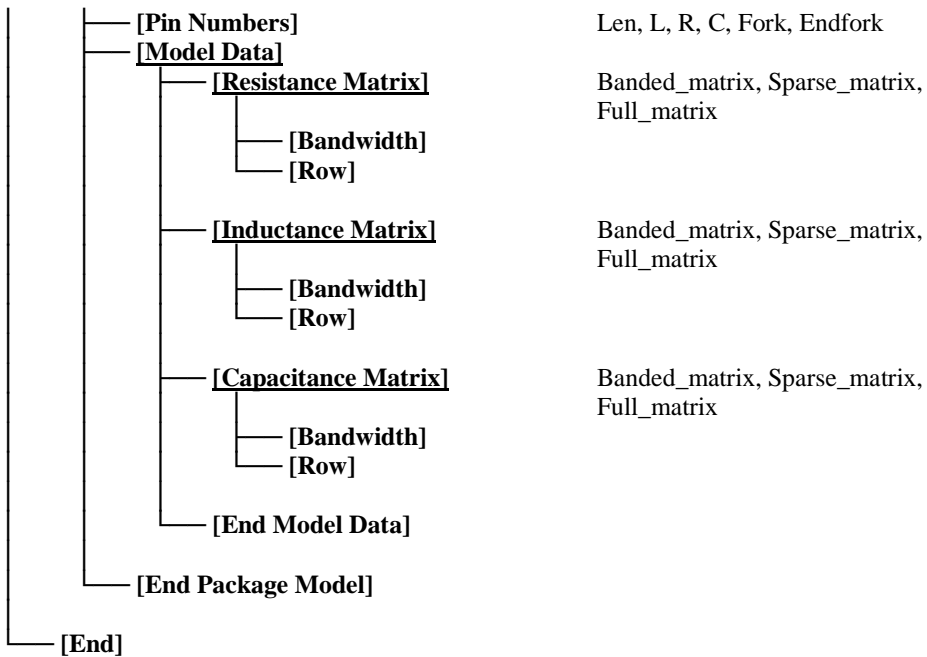 [Pin Numbers] Len, L, R, C, Fork, Endfork
[Model Data]
[Resistance Matrix] Banded_matrix, Sparse_matrix,
Full_matrix
[Bandwidth]
[Row]
[Inductance Matrix] Banded_matrix, Sparse_matrix,
Full_matrix
[Bandwidth]
[Row]
[Capacitance Matrix] Banded_matrix, Sparse_matrix,
Full_matrix
[Bandwidth]
[Row]
[End Model Data]
[End Package Model]
[End]